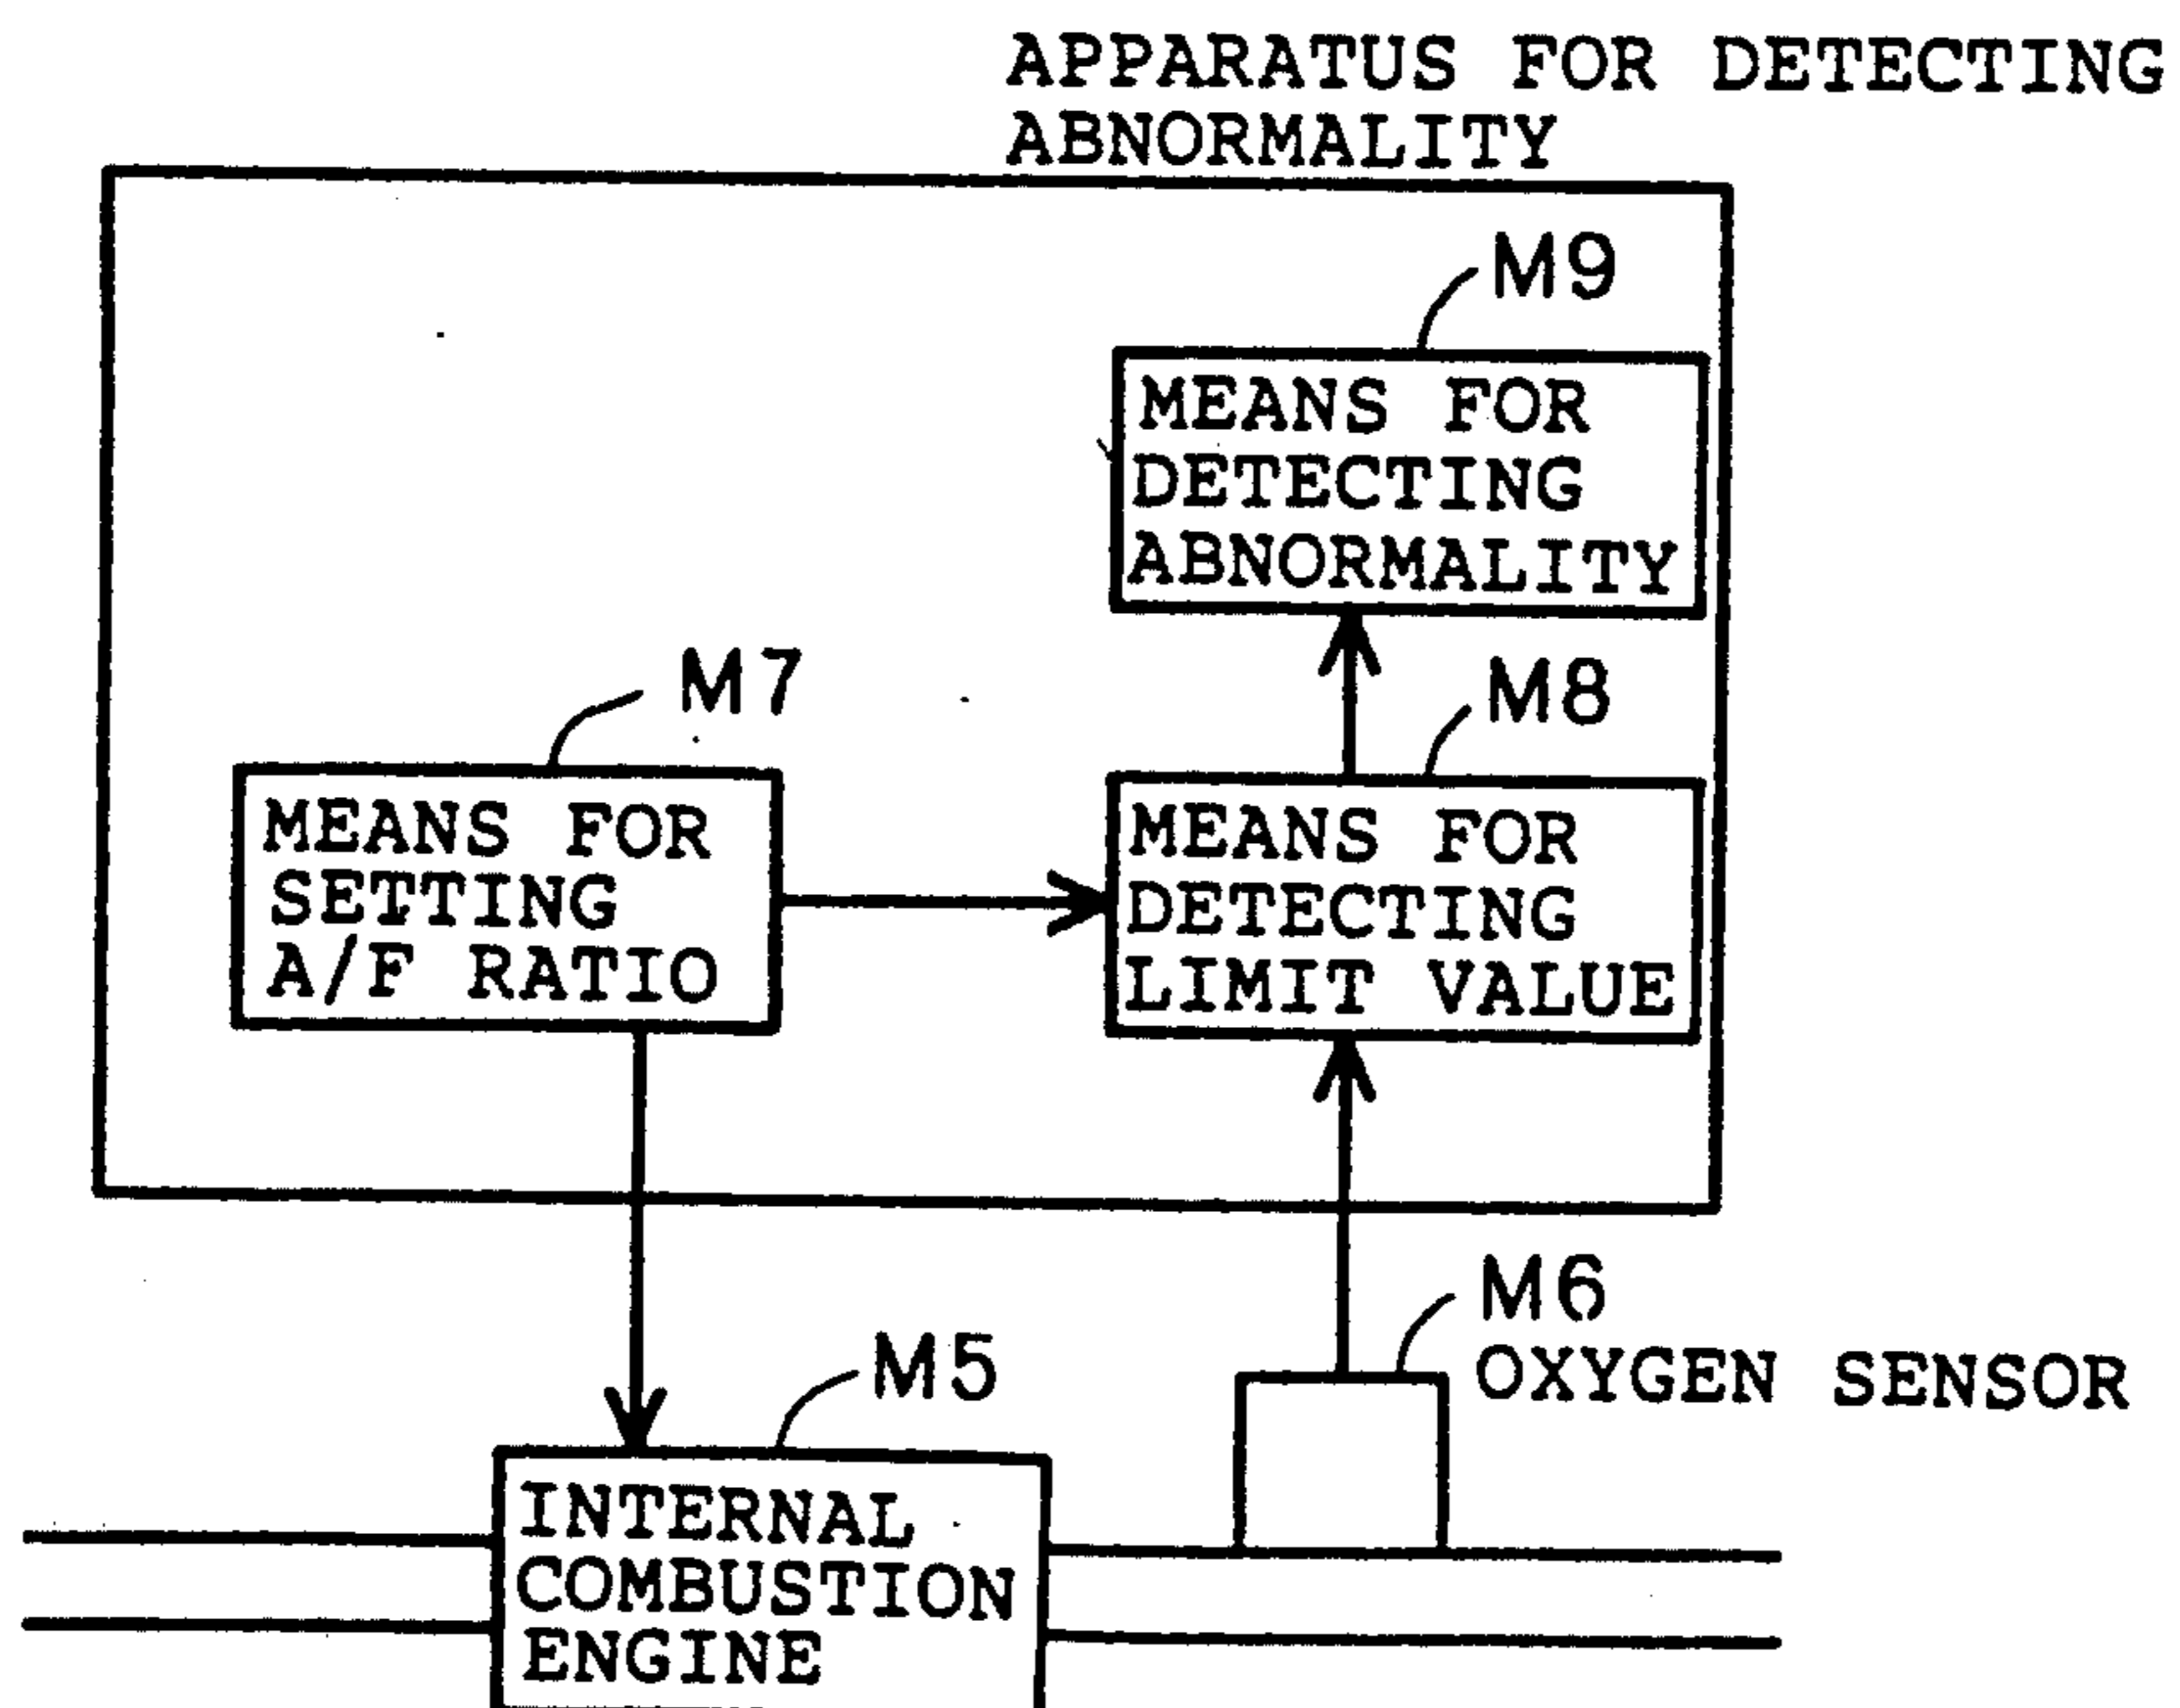 APPARATUS FOR DETECTING
ABNORMALITY
M9
MEANS FOR
DETECTING
ABNORMALITY
M7
M8
MEANS FOR
SETTING
A/F RATIO
MEANS FOR
DETECTING
LIMIT VALUE
M6
OXYGEN SENSOR
M5
INTERNAL
COMBUSTION
ENGINE